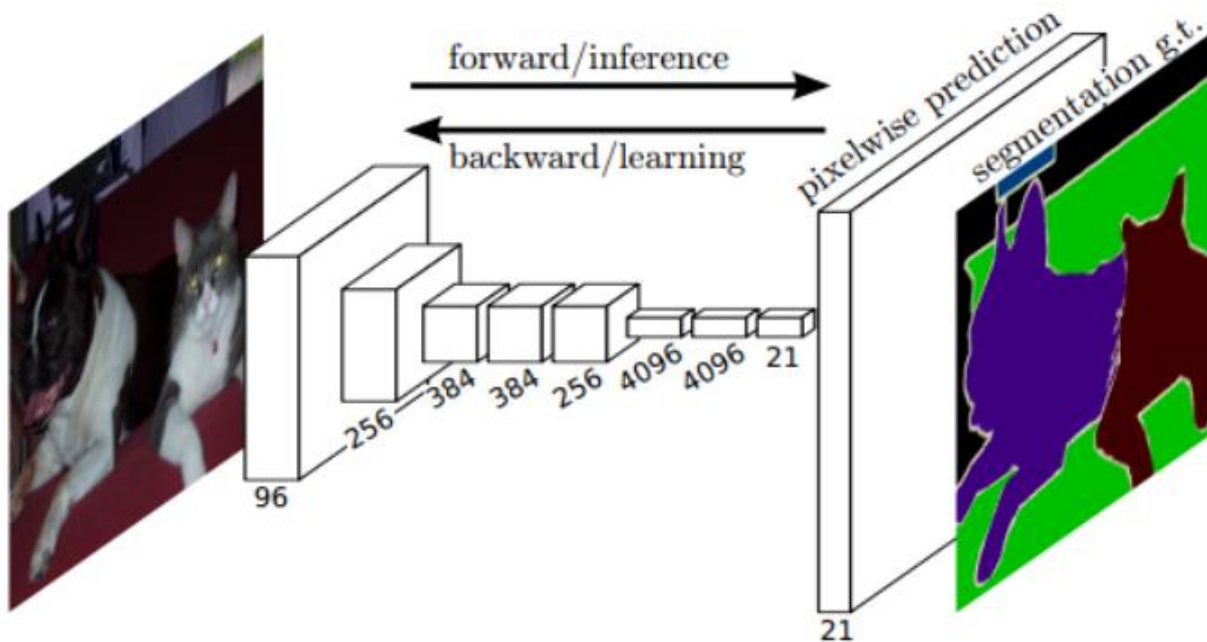 forward/inference
backward/learning
pixelwise prediction
segmentation g.t.
96
256
384
384
256
4096
4096
21
21